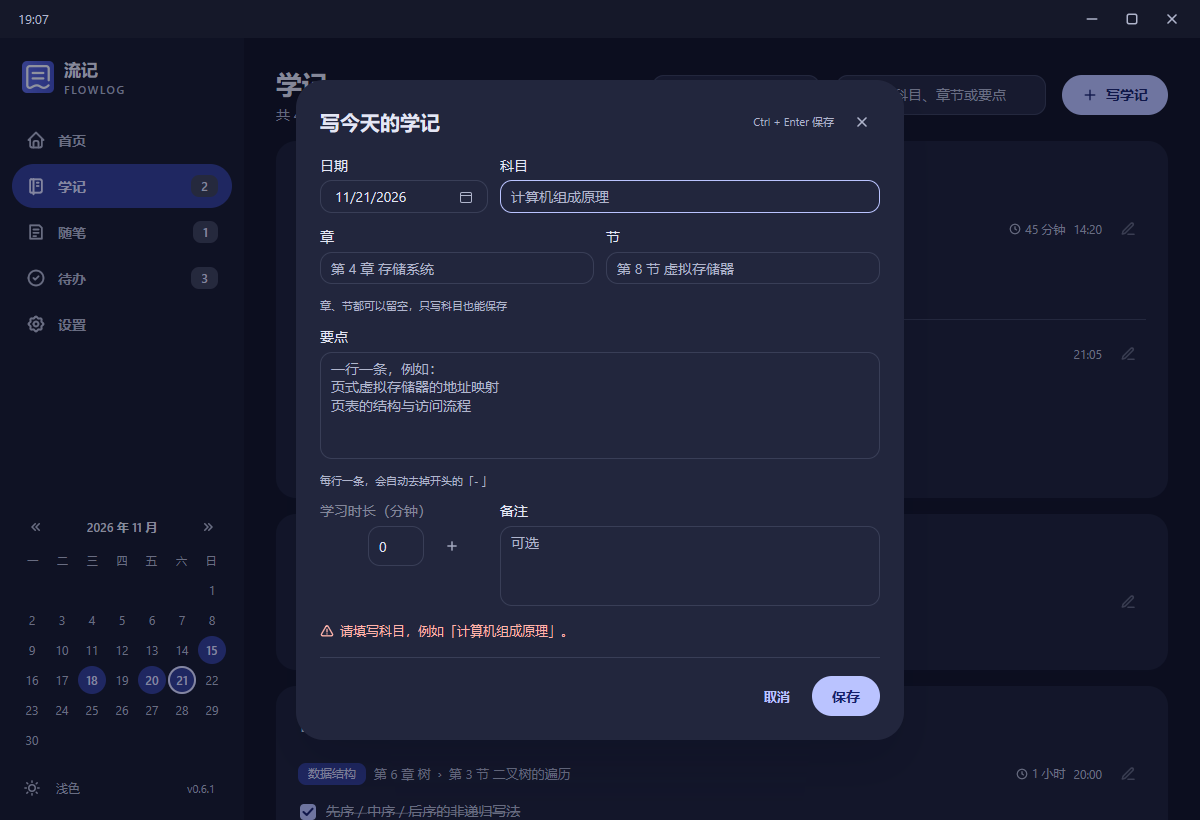 19:07
流记
FLOWLOG
首页
学记 2
随笔 1
待办 3
设置
2026 年 11 月
一 二 三 四 五 六 日
1
2 3 4 5 6 7 8
9 10 11 12 13 14 15
16 17 18 19 20 21 22
23 24 25 26 27 28 29
30
浅色 v0.6.1
学记
共
科目、章节或要点
写学记
45 分钟 14:20
21:05
写今天的学记
Ctrl + Enter 保存
日期
科目
11/21/2026
计算机组成原理
章
节
第 4 章 存储系统
第 8 节 虚拟存储器
章、节都可以留空，只写科目也能保存
要点
一行一条，例如：
页式虚拟存储器的地址映射
页表的结构与访问流程
每行一条，会自动去掉开头的「- 」
学习时长（分钟）
备注
0 +
可选
请填写科目，例如「计算机组成原理」。
取消
保存
数据结构 第 6 章 树 › 第 3 节 二叉树的遍历
1 小时 20:00
先序 / 中序 / 后序的非递归写法